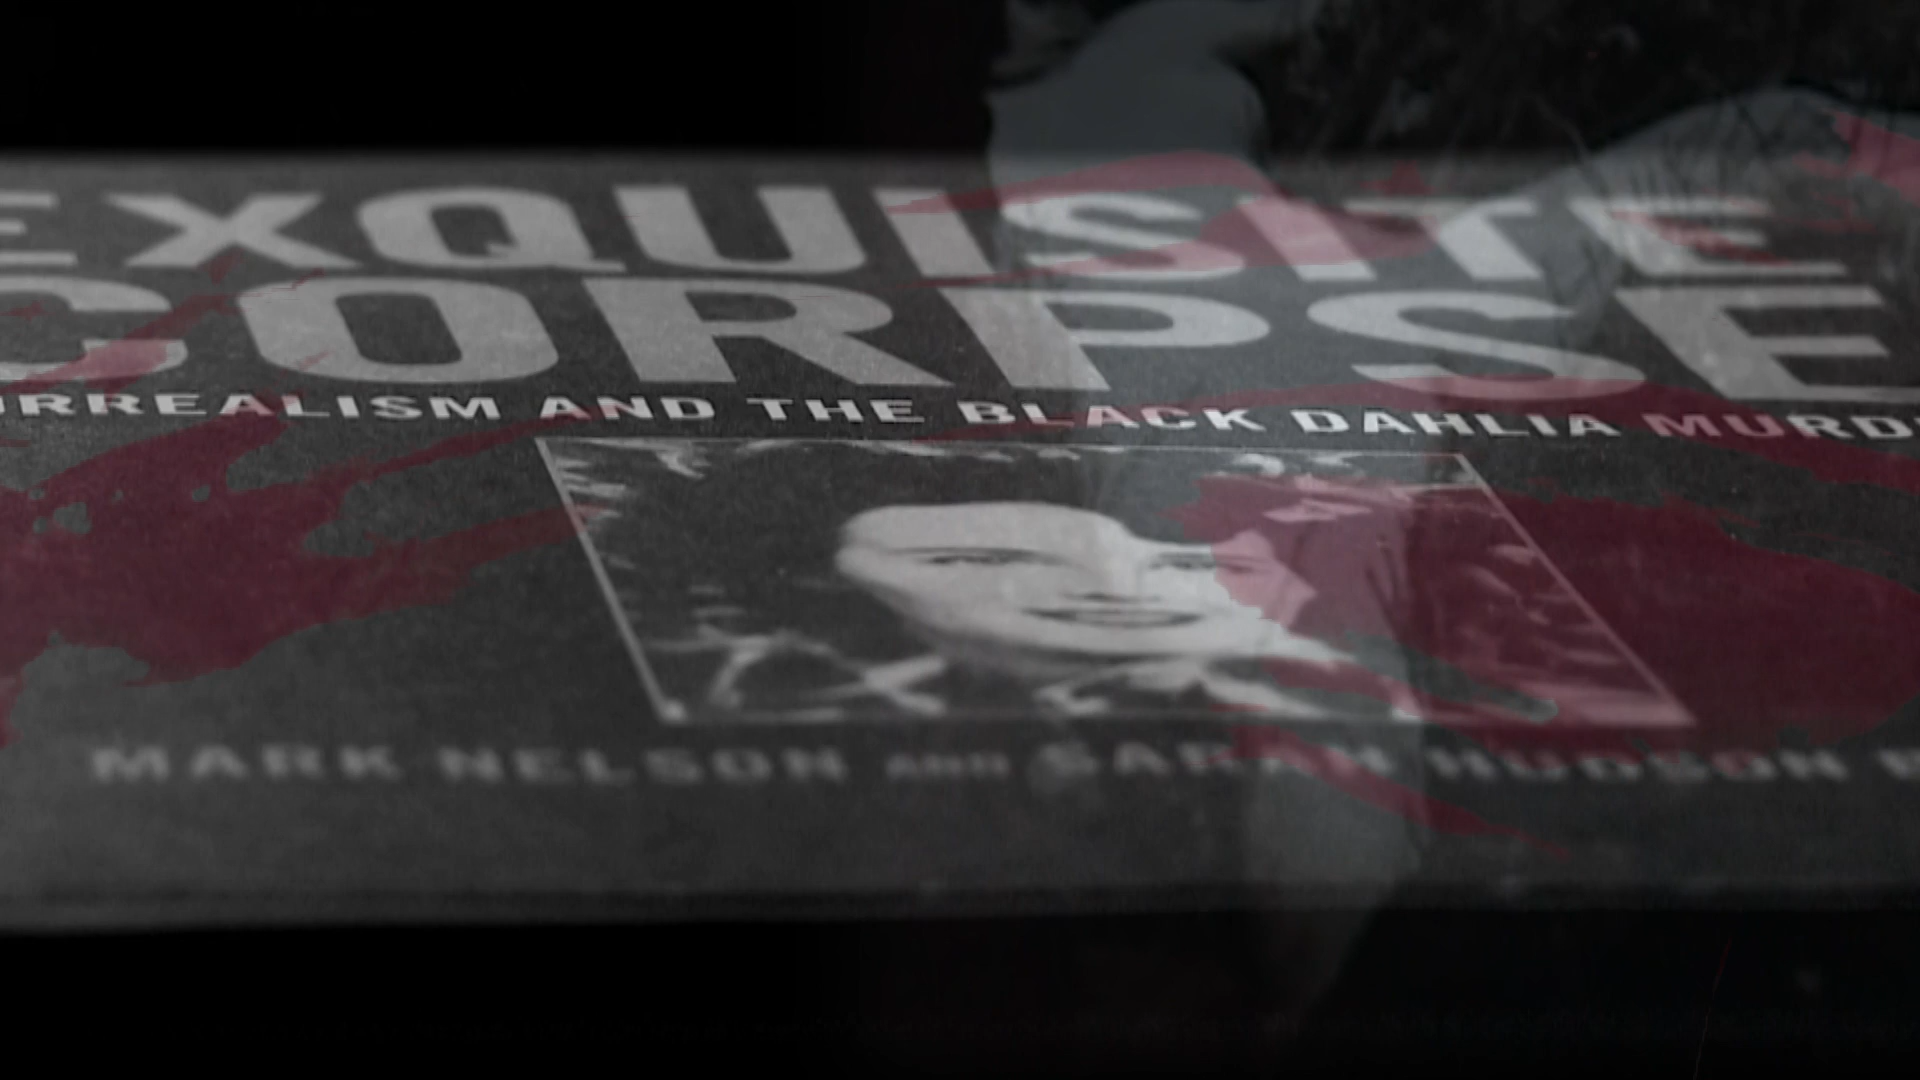 EXQUISITE
CORPSE
URREALISM AND THE BLACK DAHLIA MURD
MARK NELSON AND SARAH HUDSON B